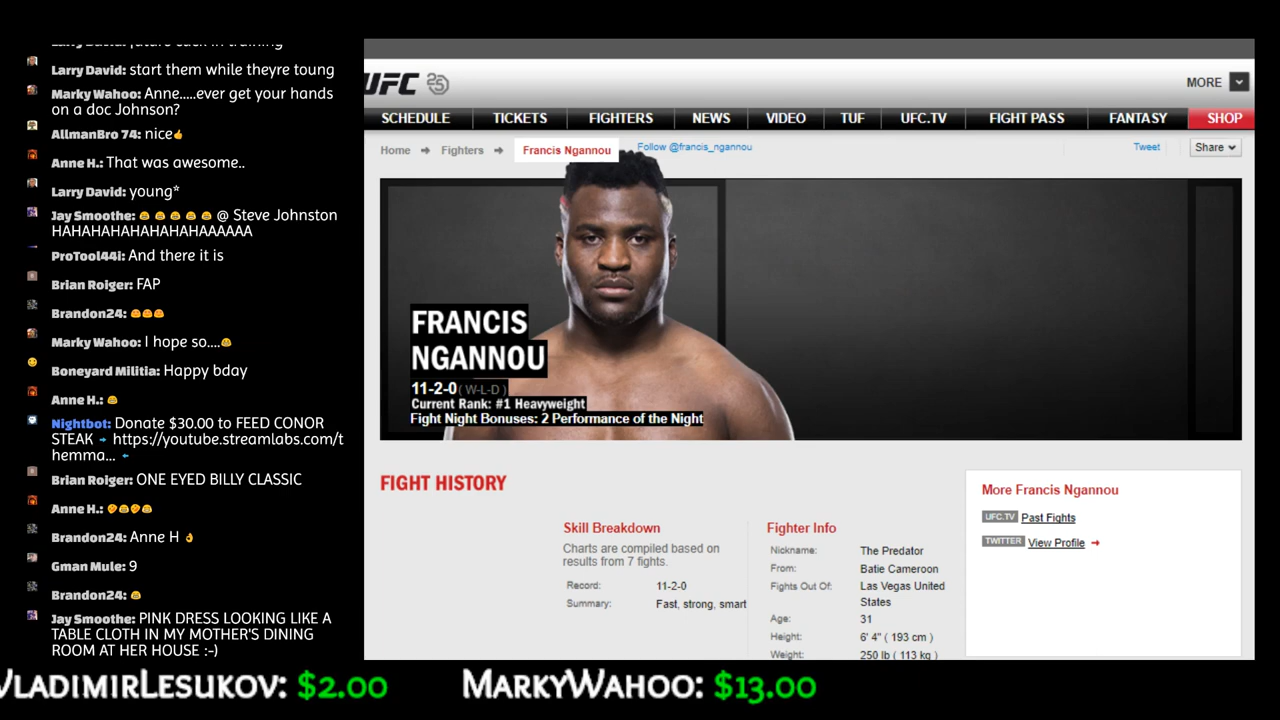 Larry David: start them while theyre toung
Marky Wahoo: Anne.....ever get your hands
on a doc Johnson?
AllmanBro 74: nice👍
Anne H.: That was awesome..
Larry David: young*
Jay Smoothe: @ Steve Johnston
HAHAHAHAHAHAHAAAAAA
ProTool44i: And there it is
Brian Roiger: FAP
Brandon24:
Marky Wahoo: I hope so....
Boneyard Militia: Happy bday
Anne H.:
Nightbot: Donate $30.00 to FEED CONOR
STEAK → https://youtube.streamlabs.com/t
hemma... ←
Brian Roiger: ONE EYED BILLY CLASSIC
Anne H.:
Brandon24: Anne H 👌
Gman Mule: 9
Brandon24:
Jay Smoothe: PINK DRESS LOOKING LIKE A
TABLE CLOTH IN MY MOTHER'S DINING
ROOM AT HER HOUSE :-)
UFC 25
MORE
SCHEDULE TICKETS FIGHTERS NEWS VIDEO TUF UFC.TV FIGHT PASS FANTASY SHOP
Home → Fighters → Francis Ngannou Follow @francis_ngannou Tweet Share
FRANCIS
NGANNOU
11-2-0 ( W-L-D )
Current Rank: #1 Heavyweight
Fight Night Bonuses: 2 Performance of the Night
FIGHT HISTORY
Skill Breakdown
Charts are compiled based on
results from 7 fights.
Record: 11-2-0
Summary: Fast, strong, smart
Fighter Info
Nickname: The Predator
From: Batie Cameroon
Fights Out Of: Las Vegas United
States
Age: 31
Height: 6' 4" ( 193 cm )
Weight: 250 lb ( 113 kg )
More Francis Ngannou
UFC.TV Past Fights
TWITTER View Profile →
VLADIMIRLESUKOV: $2.00 MARKYWAHOO: $13.00